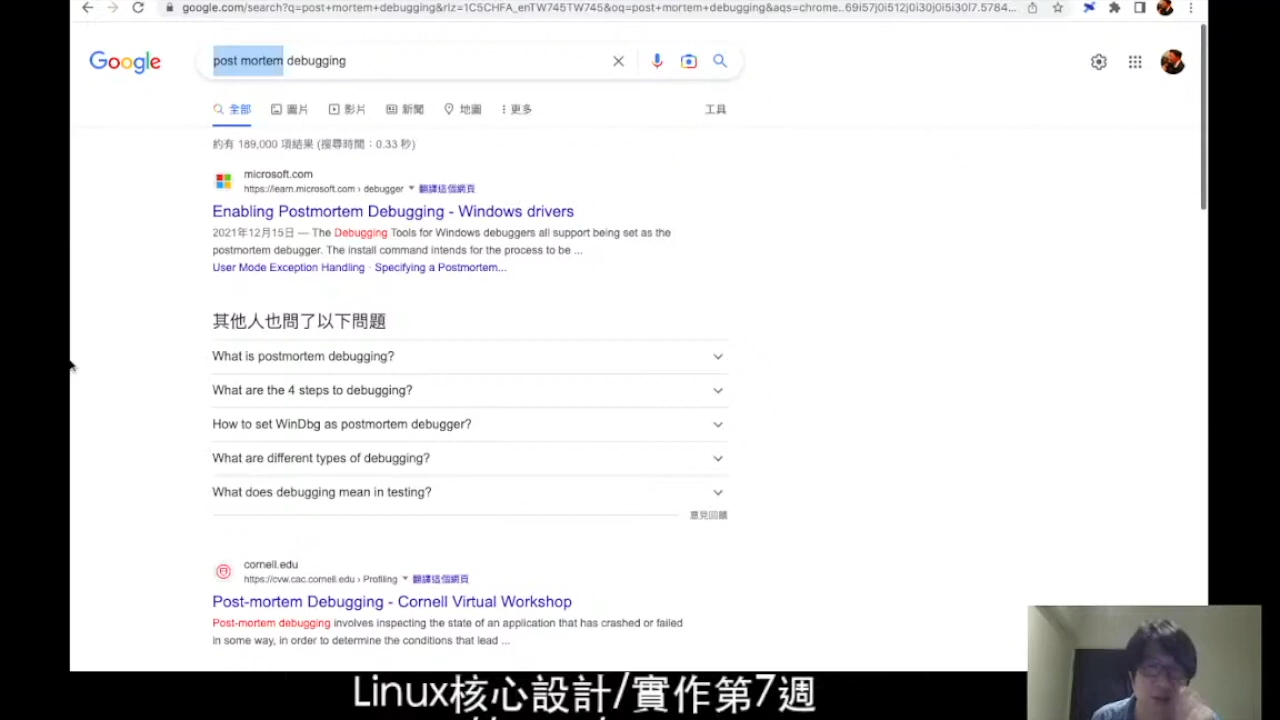 google.com/search?q=post+mortem+debugging&rlz=1C5CHFA_enTW745TW745&oq=post+mortem+debugging&aqs=chrome..69i57j0i512j0i30j0i5i30l7.5784...
Google
post mortem debugging
全部
圖片
影片
新聞
地圖
更多
工具
約有 189,000 項結果 (搜尋時間：0.33 秒)
microsoft.com
https://learn.microsoft.com › debugger
翻譯這個網頁
Enabling Postmortem Debugging - Windows drivers
2021年12月15日 — The Debugging Tools for Windows debuggers all support being set as the
postmortem debugger. The install command intends for the process to be ...
User Mode Exception Handling · Specifying a Postmortem...
其他人也問了以下問題
What is postmortem debugging?
What are the 4 steps to debugging?
How to set WinDbg as postmortem debugger?
What are different types of debugging?
What does debugging mean in testing?
意見回饋
cornell.edu
https://cvw.cac.cornell.edu › Profiling
翻譯這個網頁
Post-mortem Debugging - Cornell Virtual Workshop
Post-mortem debugging involves inspecting the state of an application that has crashed or failed
in some way, in order to determine the conditions that lead ...
Linux核心設計/實作第7週